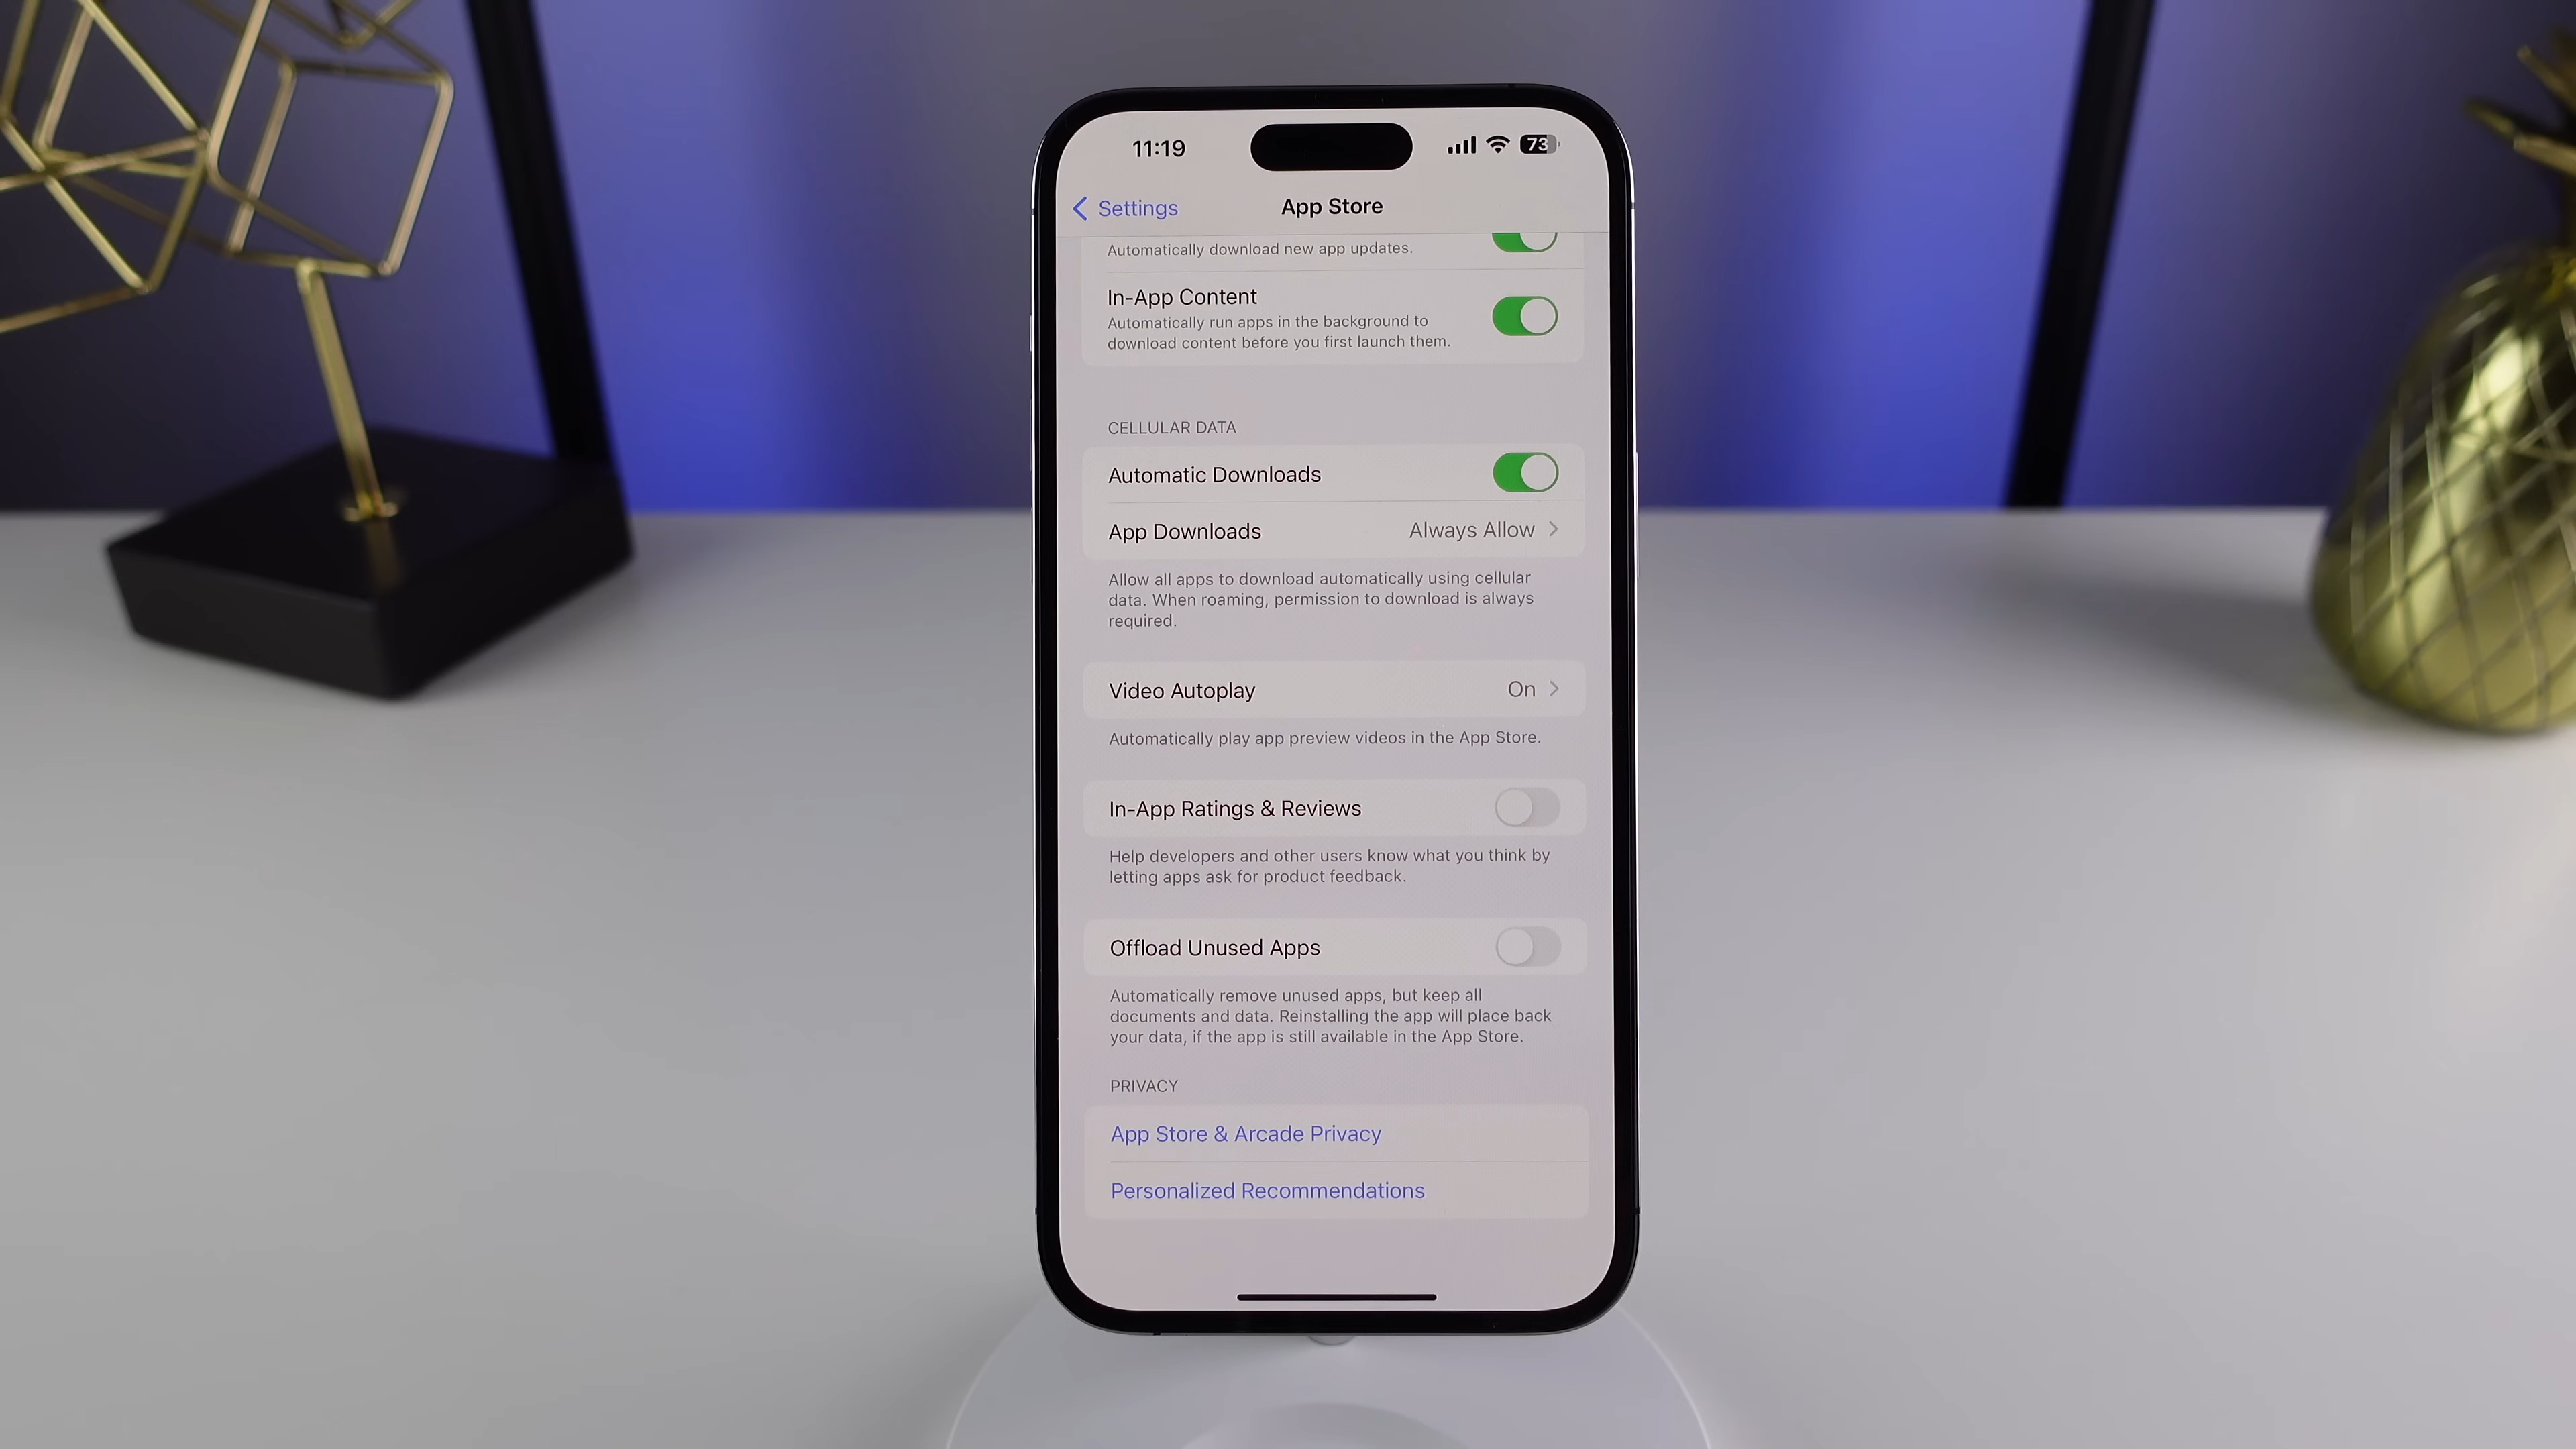 11:19
73
Settings
App Store
Automatically download new app updates.
In-App Content
Automatically run apps in the background to
download content before you first launch them.
CELLULAR DATA
Automatic Downloads
App Downloads
Always Allow
Allow all apps to download automatically using cellular
data. When roaming, permission to download is always
required.
Video Autoplay
On
Automatically play app preview videos in the App Store.
In-App Ratings & Reviews
Help developers and other users know what you think by
letting apps ask for product feedback.
Offload Unused Apps
Automatically remove unused apps, but keep all
documents and data. Reinstalling the app will place back
your data, if the app is still available in the App Store.
PRIVACY
App Store & Arcade Privacy
Personalized Recommendations